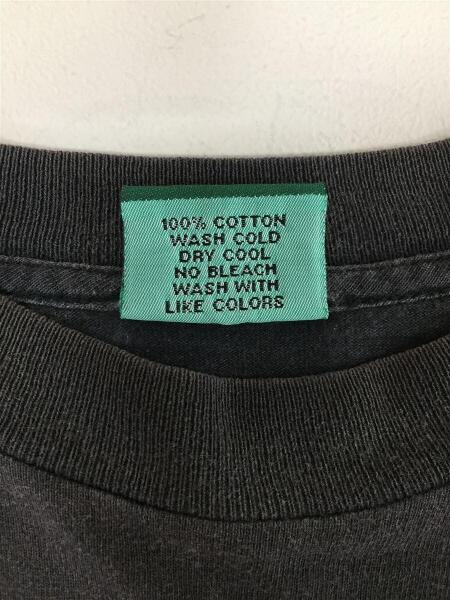 100% COTTON
WASH COLD
DRY COOL
NO BLEACH
WASH WITH
LIKE COLORS